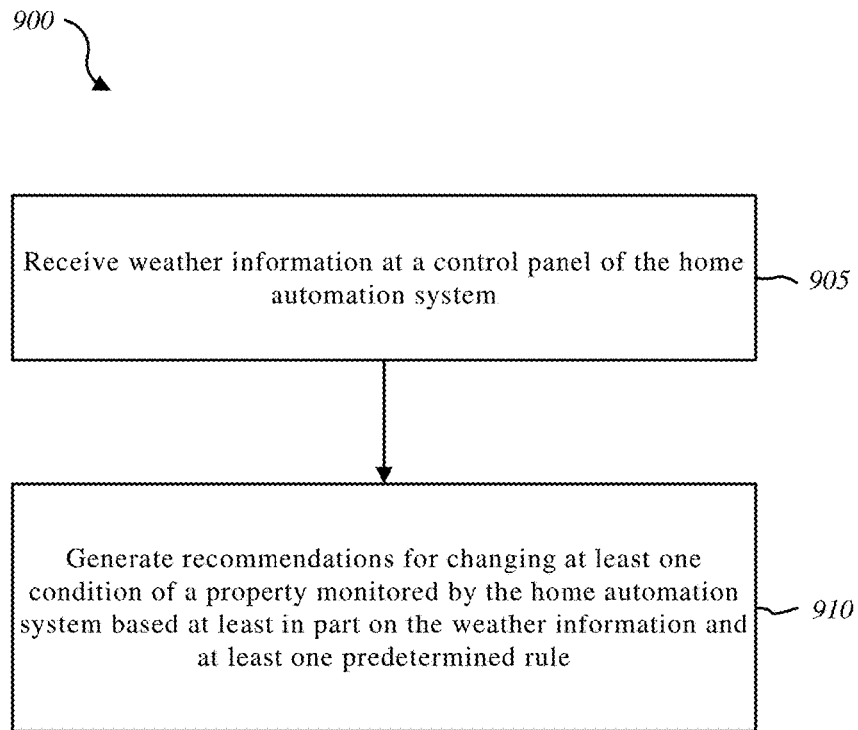 900
Receive weather information at a control panel of the home
automation system
905
Generate recommendations for changing at least one
condition of a property monitored by the home automation
system based at least in part on the weather information and
at least one predetermined rule
910